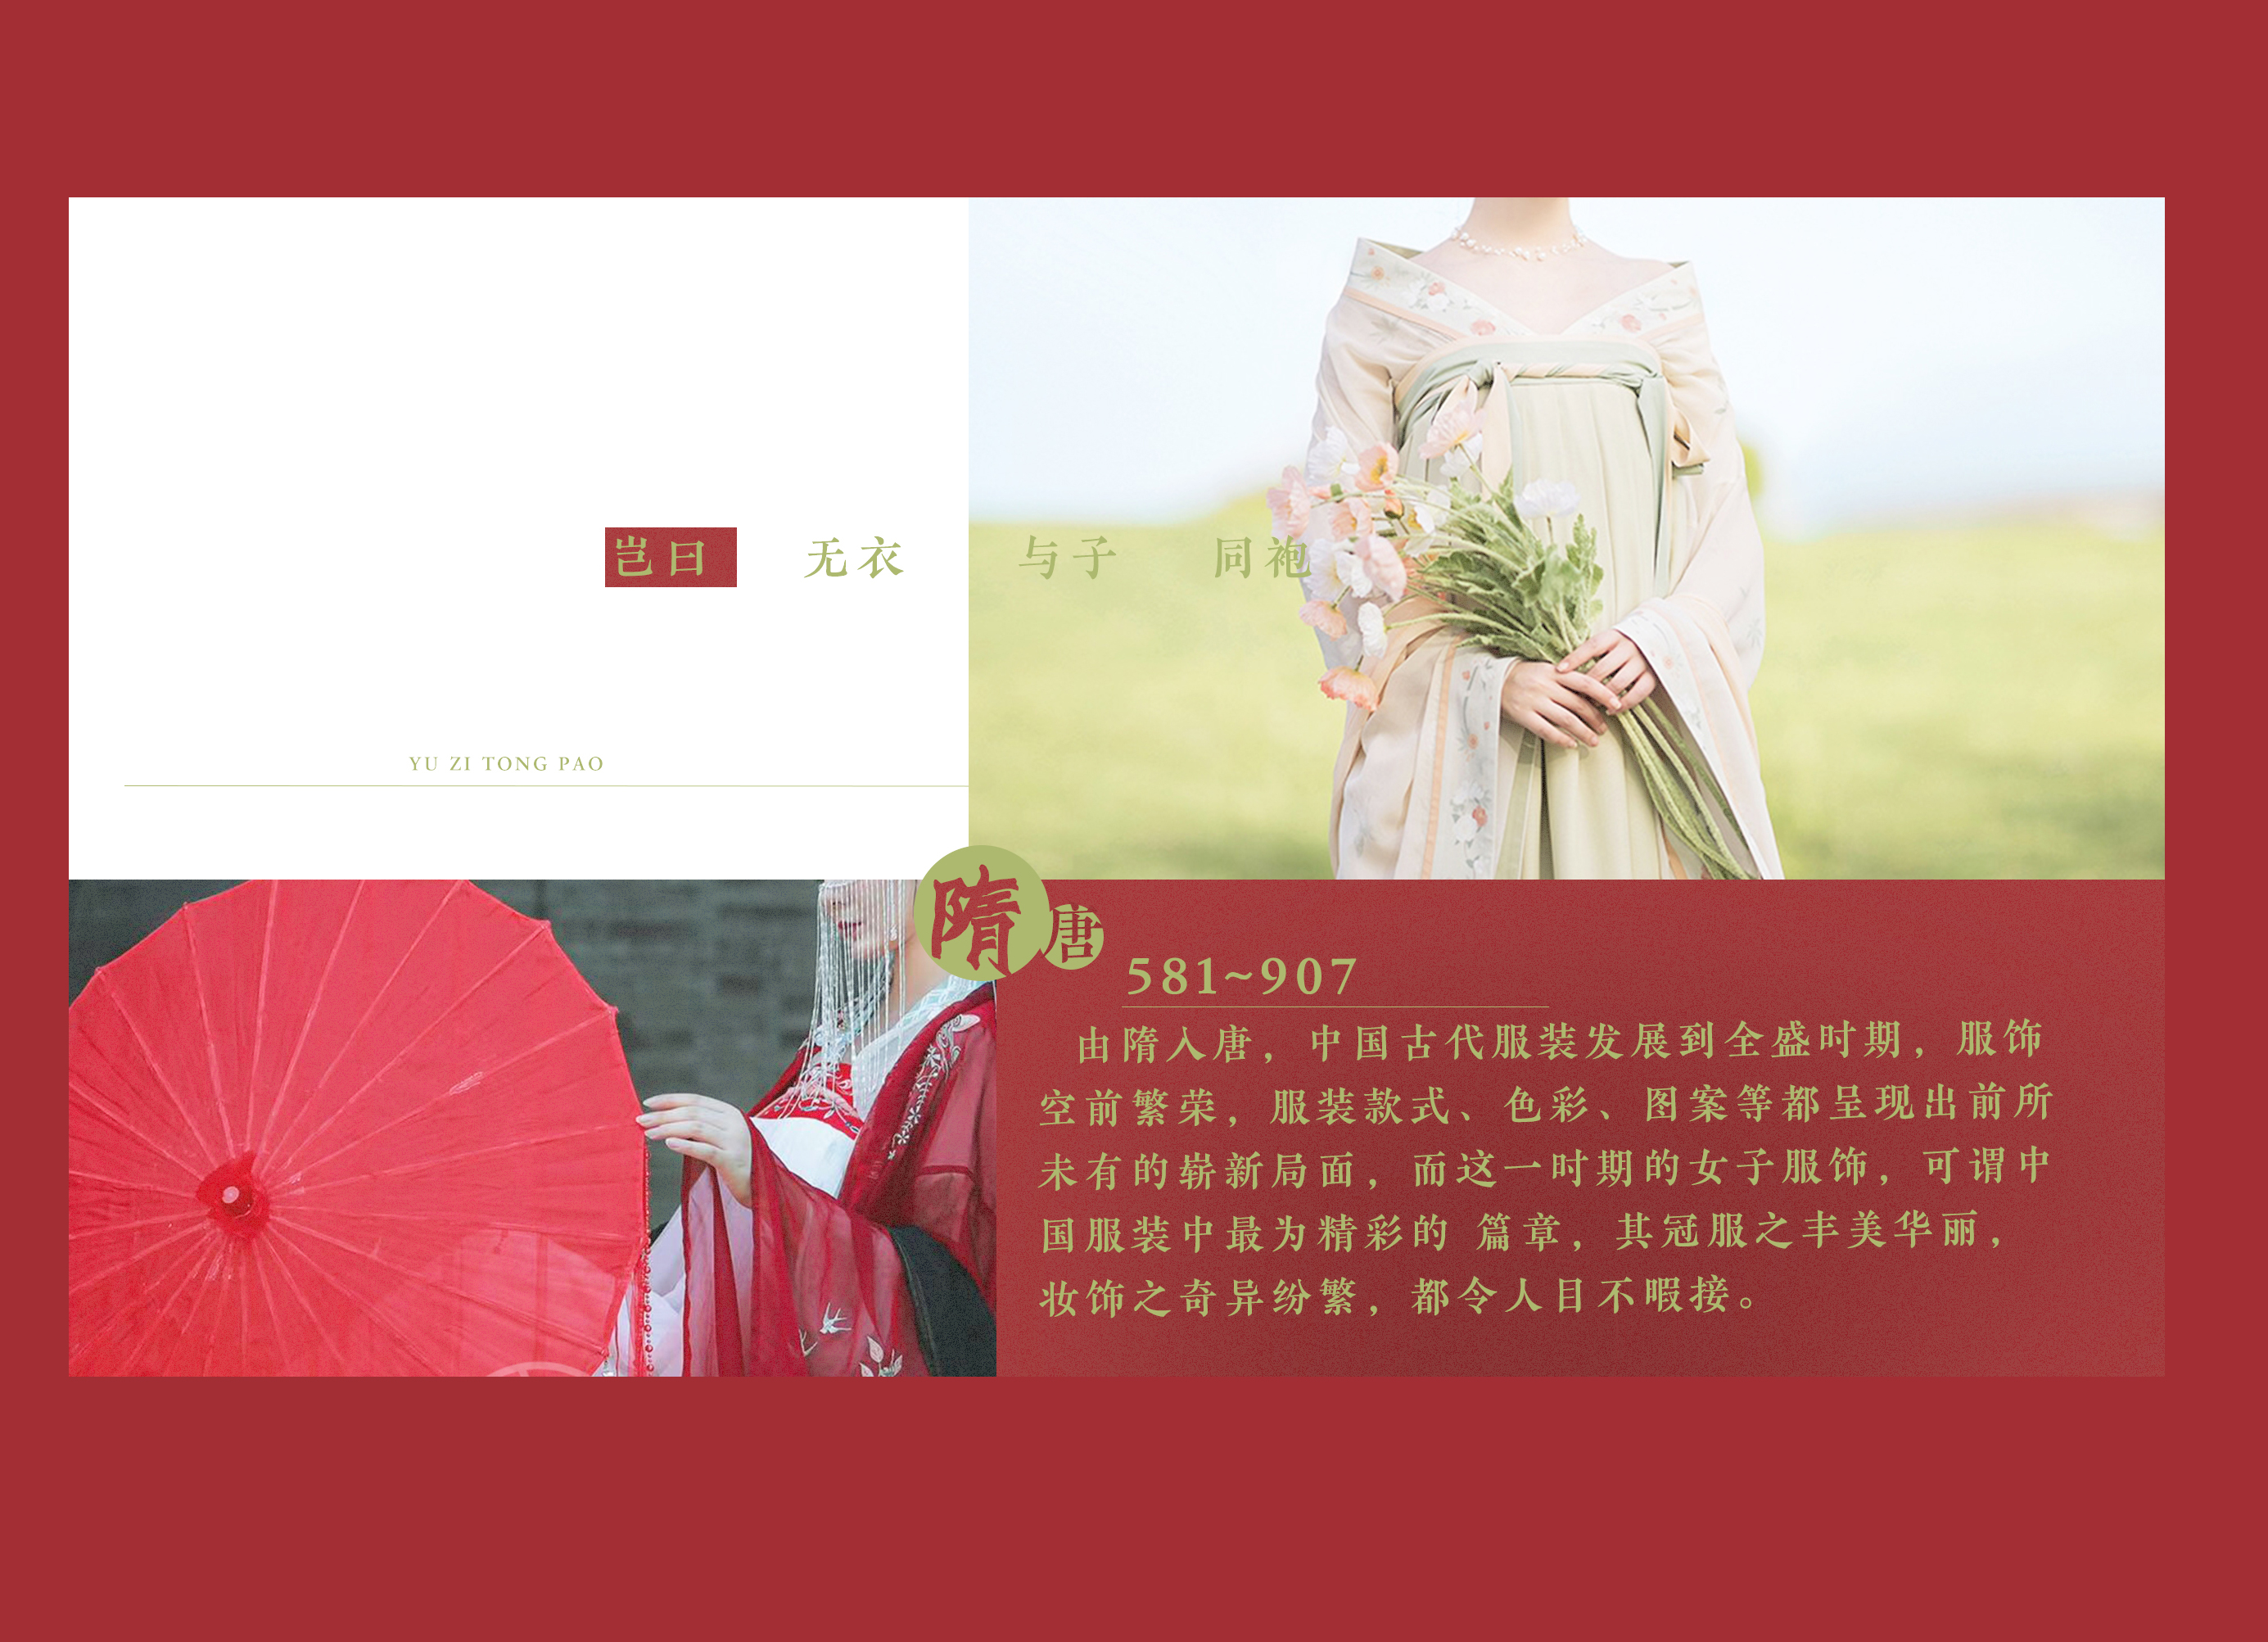 岂曰 无衣 与子 同袍
YU ZI TONG PAO
隋唐
581~907
由隋入唐，中国古代服装发展到全盛时期，服饰
空前繁荣，服装款式、色彩、图案等都呈现出前所
未有的崭新局面，而这一时期的女子服饰，可谓中
国服装中最为精彩的 篇章，其冠服之丰美华丽，
妆饰之奇异纷繁，都令人目不暇接。